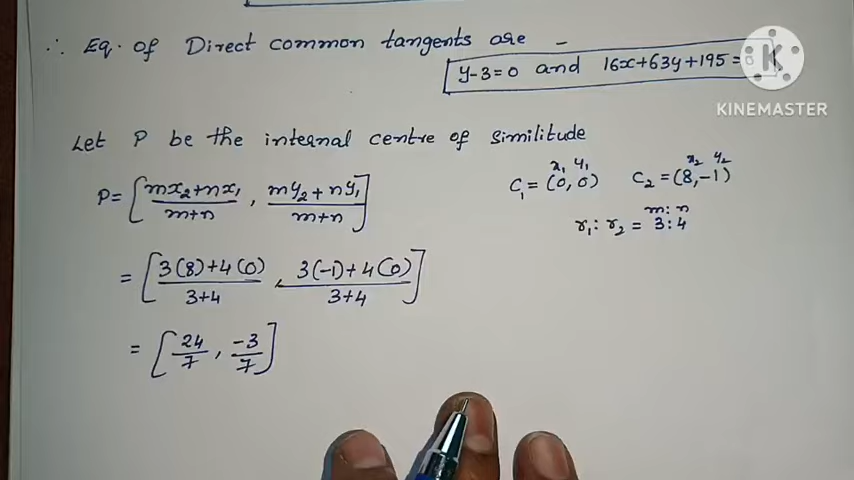 ∴ Eq. of Direct common tangents are –
y-3=0 and 16x+63y+195=0
KINEMASTER
Let P be the internal centre of similitude
P= [ (mx₂+nx₁)/(m+n) , (my₂+ny₁)/(m+n) ]
x₁ y₁ x₂ y₂
C₁ = (0, 0) C₂ = (8, -1)
m : n
r₁ : r₂ = 3 : 4
= [ (3(8)+4(0))/(3+4) , (3(-1)+4(0))/(3+4) ]
= [ 24/7 , -3/7 ]